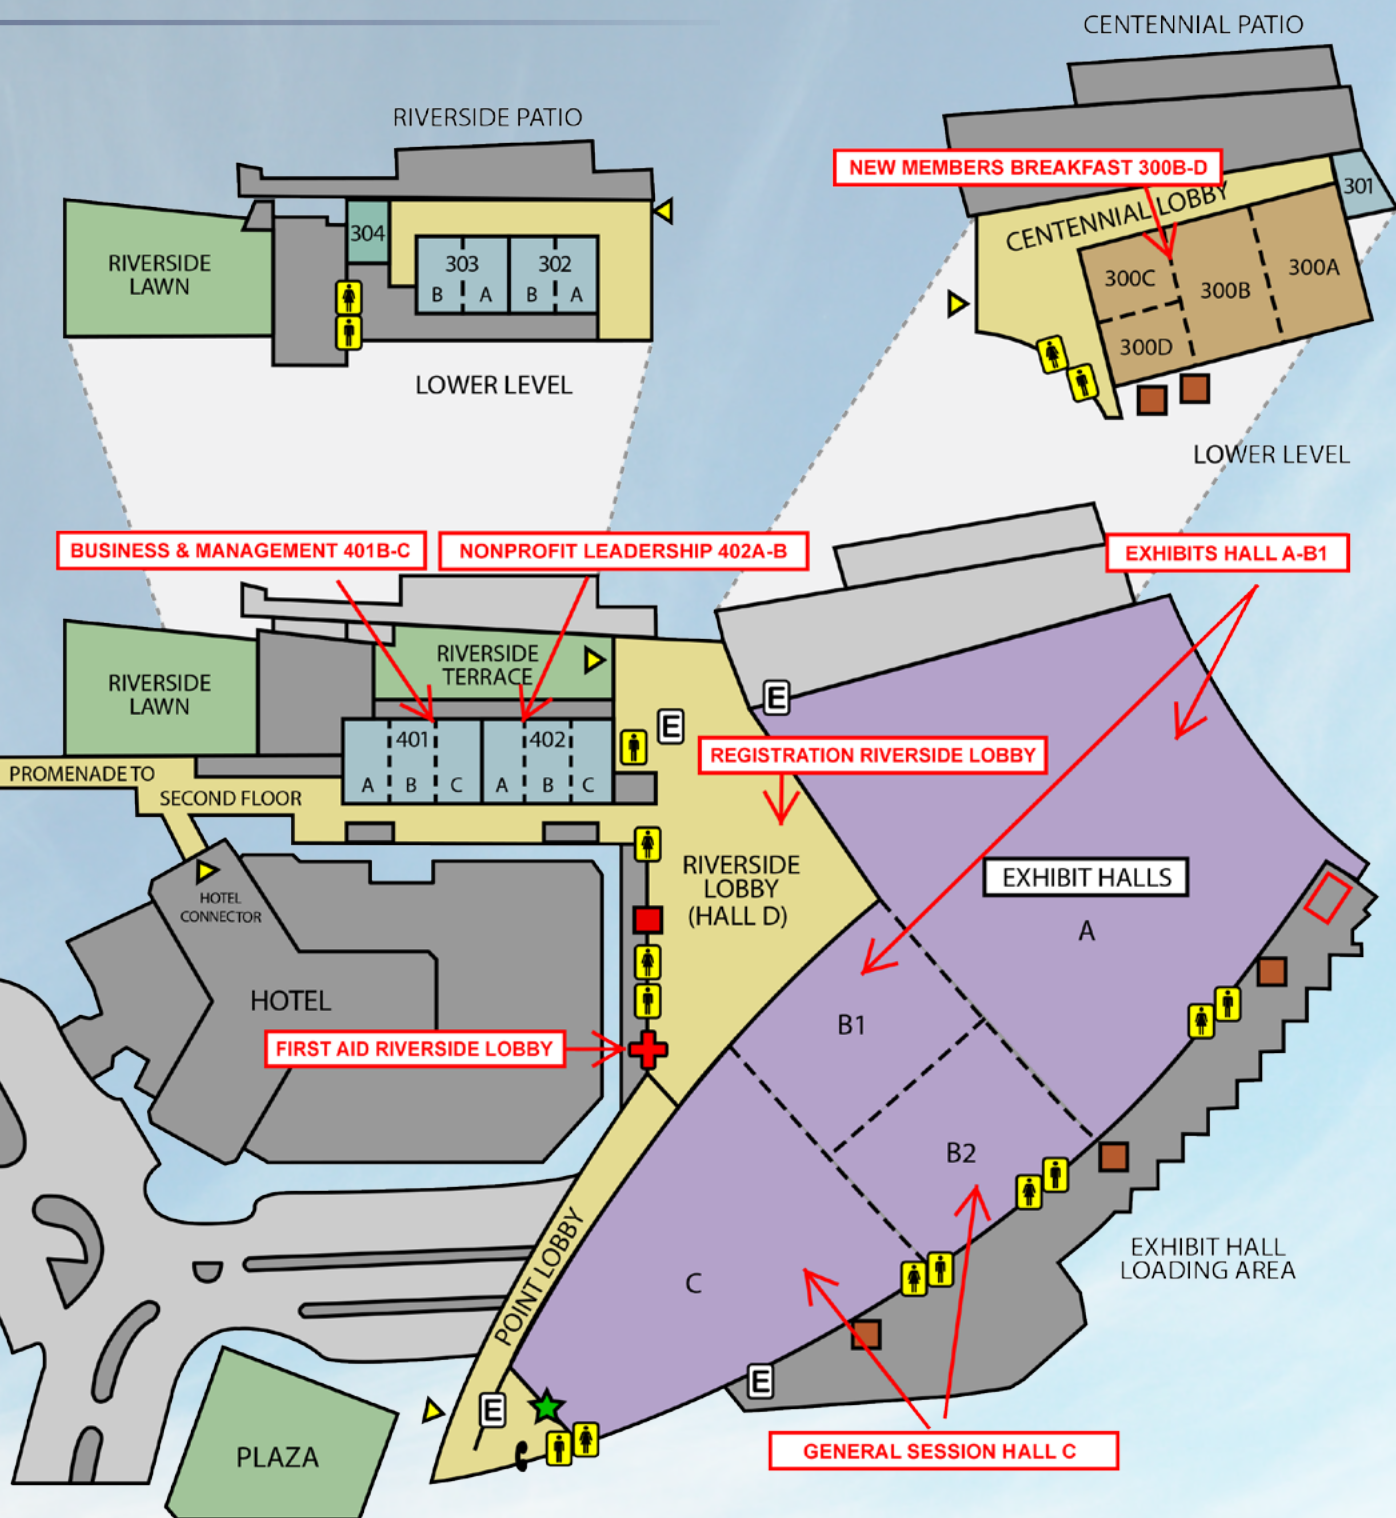 CENTENNIAL PATIO
RIVERSIDE PATIO
NEW MEMBERS BREAKFAST 300B-D
301
CENTENNIAL LOBBY
304
RIVERSIDE
LAWN
303
302
B
A
B
A
300C
300B
300A
300D
LOWER LEVEL
LOWER LEVEL
BUSINESS & MANAGEMENT 401B-C
NONPROFIT LEADERSHIP 402A-B
EXHIBITS HALL A-B1
RIVERSIDE
TERRACE
RIVERSIDE
LAWN
E
E
401
402
A
B
C
A
B
C
REGISTRATION RIVERSIDE LOBBY
PROMENADE TO
SECOND FLOOR
RIVERSIDE
LOBBY
(HALL D)
EXHIBIT HALLS
HOTEL
CONNECTOR
A
HOTEL
B1
FIRST AID RIVERSIDE LOBBY
B2
POINT LOBBY
C
EXHIBIT HALL
LOADING AREA
E
E
PLAZA
GENERAL SESSION HALL C